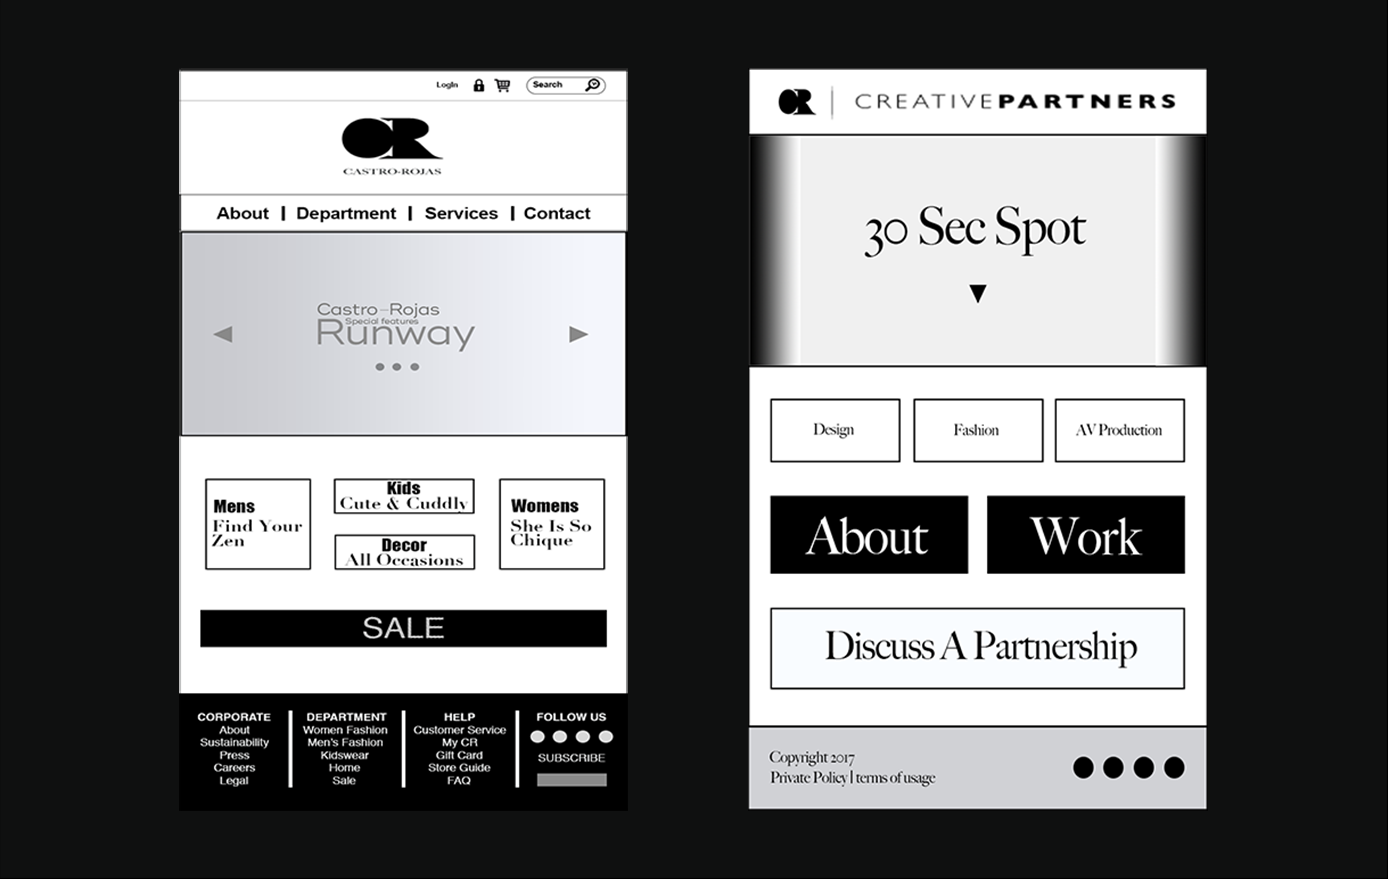 LogIn
Search
CR
CASTRO-ROJAS
About | Department | Services | Contact
Castro-Rojas
Special features
Runway
Mens
Find Your
Zen
Kids
Cute & Cuddly
Decor
All Occasions
Womens
She Is So
Chique
SALE
CORPORATE
About
Sustainability
Press
Careers
Legal
DEPARTMENT
Women Fashion
Men's Fashion
Kidswear
Home
Sale
HELP
Customer Service
My CR
Gift Card
Store Guide
FAQ
FOLLOW US
SUBSCRIBE
CR | CREATIVEPARTNERS
30 Sec Spot
Design
Fashion
AV Production
About
Work
Discuss A Partnership
Copyright 2017
Private Policy | terms of usage